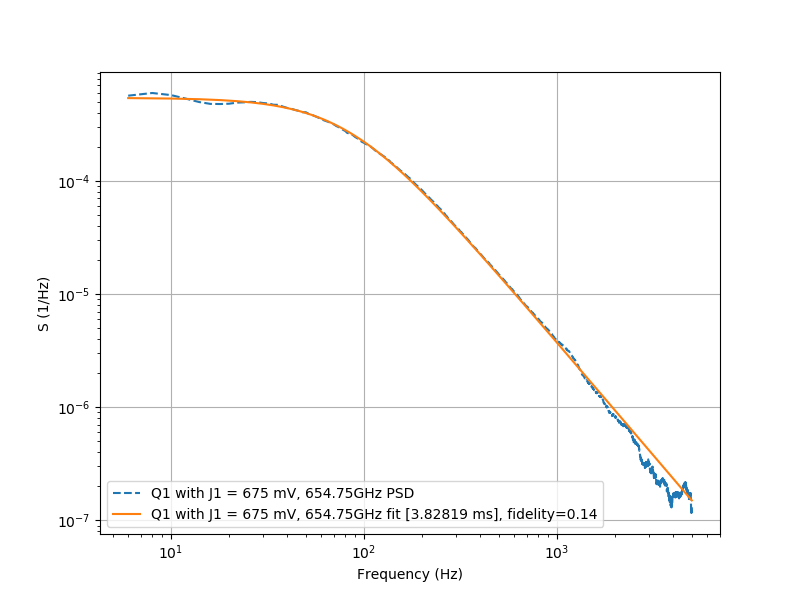 10⁻⁴
10⁻⁵
10⁻⁶
10⁻⁷
S (1/Hz)
Q1 with J1 = 675 mV, 654.75GHz PSD
Q1 with J1 = 675 mV, 654.75GHz fit [3.82819 ms], fidelity=0.14
10¹ 10² 10³
Frequency (Hz)